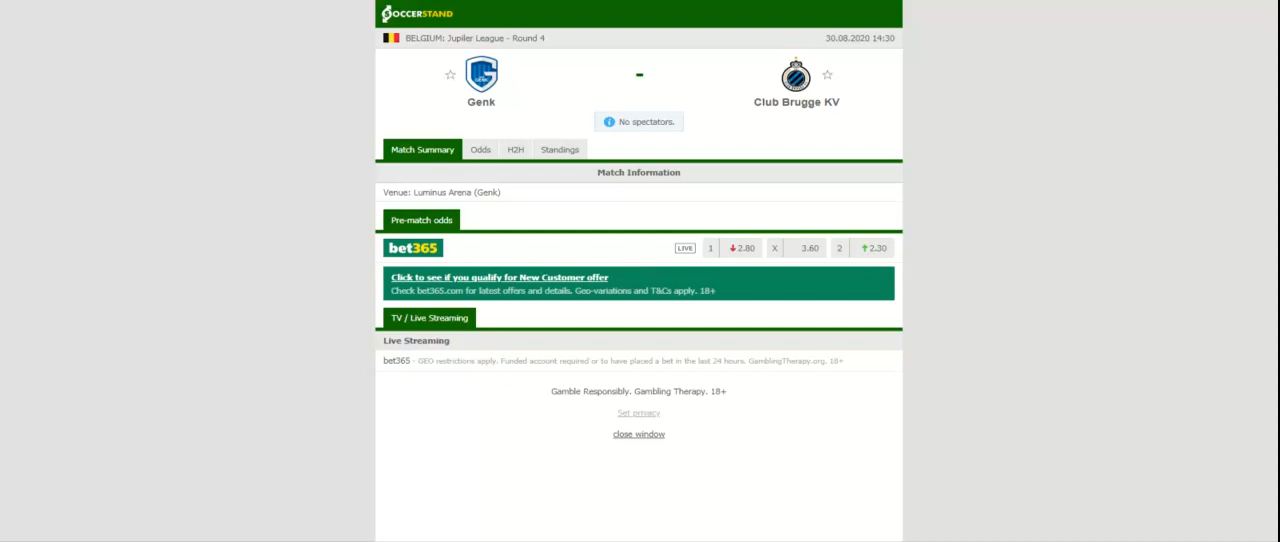 SOCCERSTAND
BELGIUM: Jupiler League - Round 4 30.08.2020 14:30
GENK
-
Genk Club Brugge KV
No spectators.
Match Summary Odds H2H Standings
Match Information
Venue: Luminus Arena (Genk)
Pre-match odds
bet365 LIVE 1 2.80 X 3.60 2 2.30
Click to see if you qualify for New Customer offer
Check bet365.com for latest offers and details. Geo-variations and T&Cs apply. 18+
TV / Live Streaming
Live Streaming
bet365 - GEO restrictions apply. Funded account required or to have placed a bet in the last 24 hours. GamblingTherapy.org, 18+
Gamble Responsibly. Gambling Therapy. 18+
Set privacy
close window